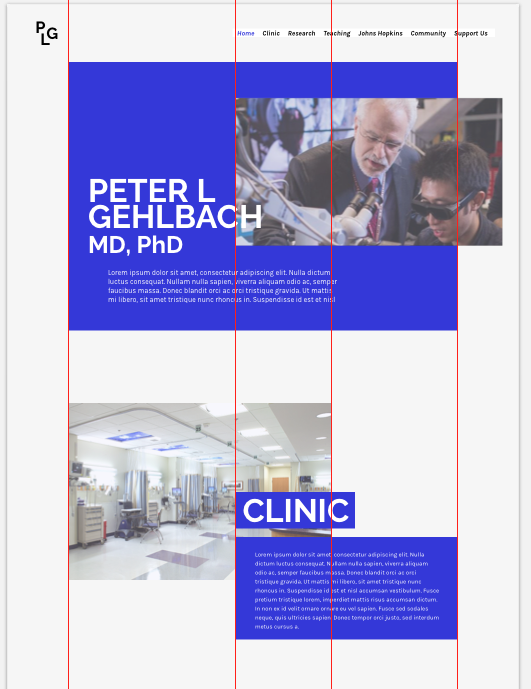 PLG
Home Clinic Research Teaching Johns Hopkins Community Support Us
PETER L
GEHLBACH
MD, PhD
Lorem ipsum dolor sit amet, consectetur adipiscing elit. Nulla dictum
luctus consequat. Nullam nulla sapien, viverra aliquam odio ac, semper
faucibus massa. Donec blandit orci ac orci tristique gravida. Ut mattis
mi libero, sit amet tristique nunc rhoncus in. Suspendisse id est et nisl
CLINIC
Lorem ipsum dolor sit amet consectetur adipiscing elit. Nulla
dictum luctus consequat. Nullam nulla sapien, viverra aliquam
odio ac, semper faucibus massa. Donec blandit orci ac orci
tristique gravida. Ut mattis mi libero, sit amet tristique nunc
rhoncus in. Suspendisse id est et nisl accumsan vestibulum. Fusce
pretium tristique lorem, imperdiet mattis risus accumsan dictum.
In non ex id velit ornare ornare eu vel sapien. Fusce sed sodales
neque, quis ultricies sapien. Donec tempor orci justo, sed interdum
metus cursus a.